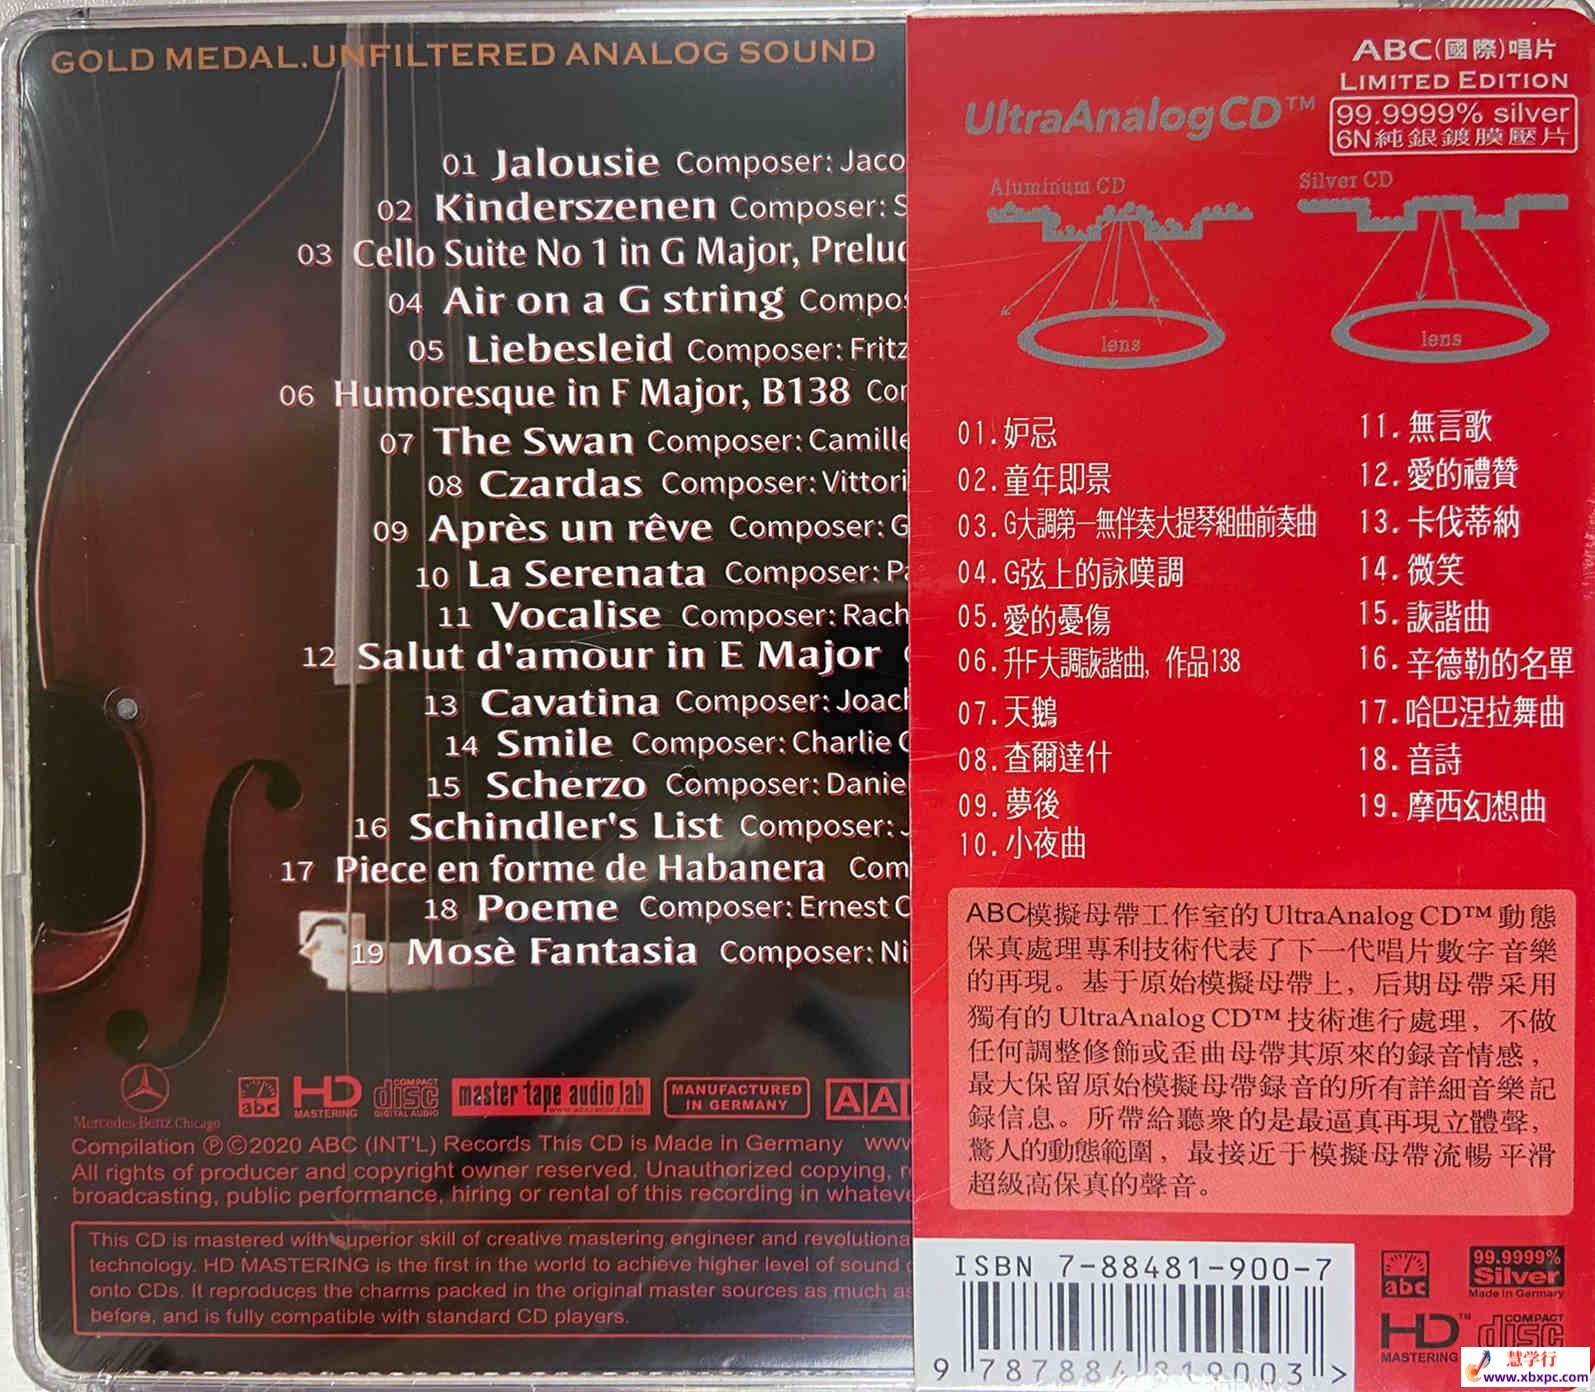 GOLD MEDAL.UNFILTERED ANALOG SOUND
01 Jalousie Composer: Jaco
02 Kinderszenen Composer: S
03 Cello Suite No 1 in G Major, Prelud
04 Air on a G string Compos
05 Liebesleid Composer: Fritz
06 Humoresque in F Major, B138 Con
07 The Swan Composer: Camille
08 Czardas Composer: Vittori
09 Après un rêve Composer: G
10 La Serenata Composer: Pa
11 Vocalise Composer: Rach
12 Salut d'amour in E Major
13 Cavatina Composer: Joach
14 Smile Composer: Charlie C
15 Scherzo Composer: Danie
16 Schindler's List Composer: J
17 Piece en forme de Habanera Com
18 Poeme Composer: Ernest C
19 Mosè Fantasia Composer: Ni
Mercedes-Benz Chicago
abc
HD MASTERING
COMPACT disc DIGITAL AUDIO
master tape audio lab
MANUFACTURED IN GERMANY
AA
Compilation ℗©2020 ABC (INT'L) Records This CD is Made in Germany www
All rights of producer and copyright owner reserved. Unauthorized copying, re
broadcasting, public performance, hiring or rental of this recording in whateve
This CD is mastered with superior skill of creative mastering engineer and revolutiona
technology. HD MASTERING is the first in the world to achieve higher level of sound
onto CDs. It reproduces the charms packed in the original master sources as much as
before, and is fully compatible with standard CD players.
ABC(國際)唱片
LIMITED EDITION
UltraAnalogCD™
99.9999% silver
6N純銀鍍膜壓片
Aluminum CD
Silver CD
lens
lens
01.妒忌
02.童年即景
03.G大調第一無伴奏大提琴組曲前奏曲
04.G弦上的詠嘆調
05.愛的憂傷
06.升F大調詼諧曲，作品138
07.天鵝
08.查爾達什
09.夢後
10.小夜曲
11.無言歌
12.愛的禮贊
13.卡伐蒂納
14.微笑
15.詼諧曲
16.辛德勒的名單
17.哈巴涅拉舞曲
18.音詩
19.摩西幻想曲
ABC模擬母帶工作室的UltraAnalog CD™動態
保真處理專利技術代表了下一代唱片數字音樂
的再現。基于原始模擬母帶上，后期母帶采用
獨有的UltraAnalog CD™技術進行處理，不做
任何調整修飾或歪曲母帶其原來的録音情感，
最大保留原始模擬母帶録音的所有詳細音樂記
録信息。所帶給聽衆的是最逼真再現立體聲，
驚人的動態範圍，最接近于模擬母帶流暢平滑
超級高保真的聲音。
ISBN 7-88481-900-7
9 787884 819003 >
abc
99.9999%
Silver
Made in Germany
HD™ MASTERING
COMPACT disc
慧学行
www.xbxpc.com